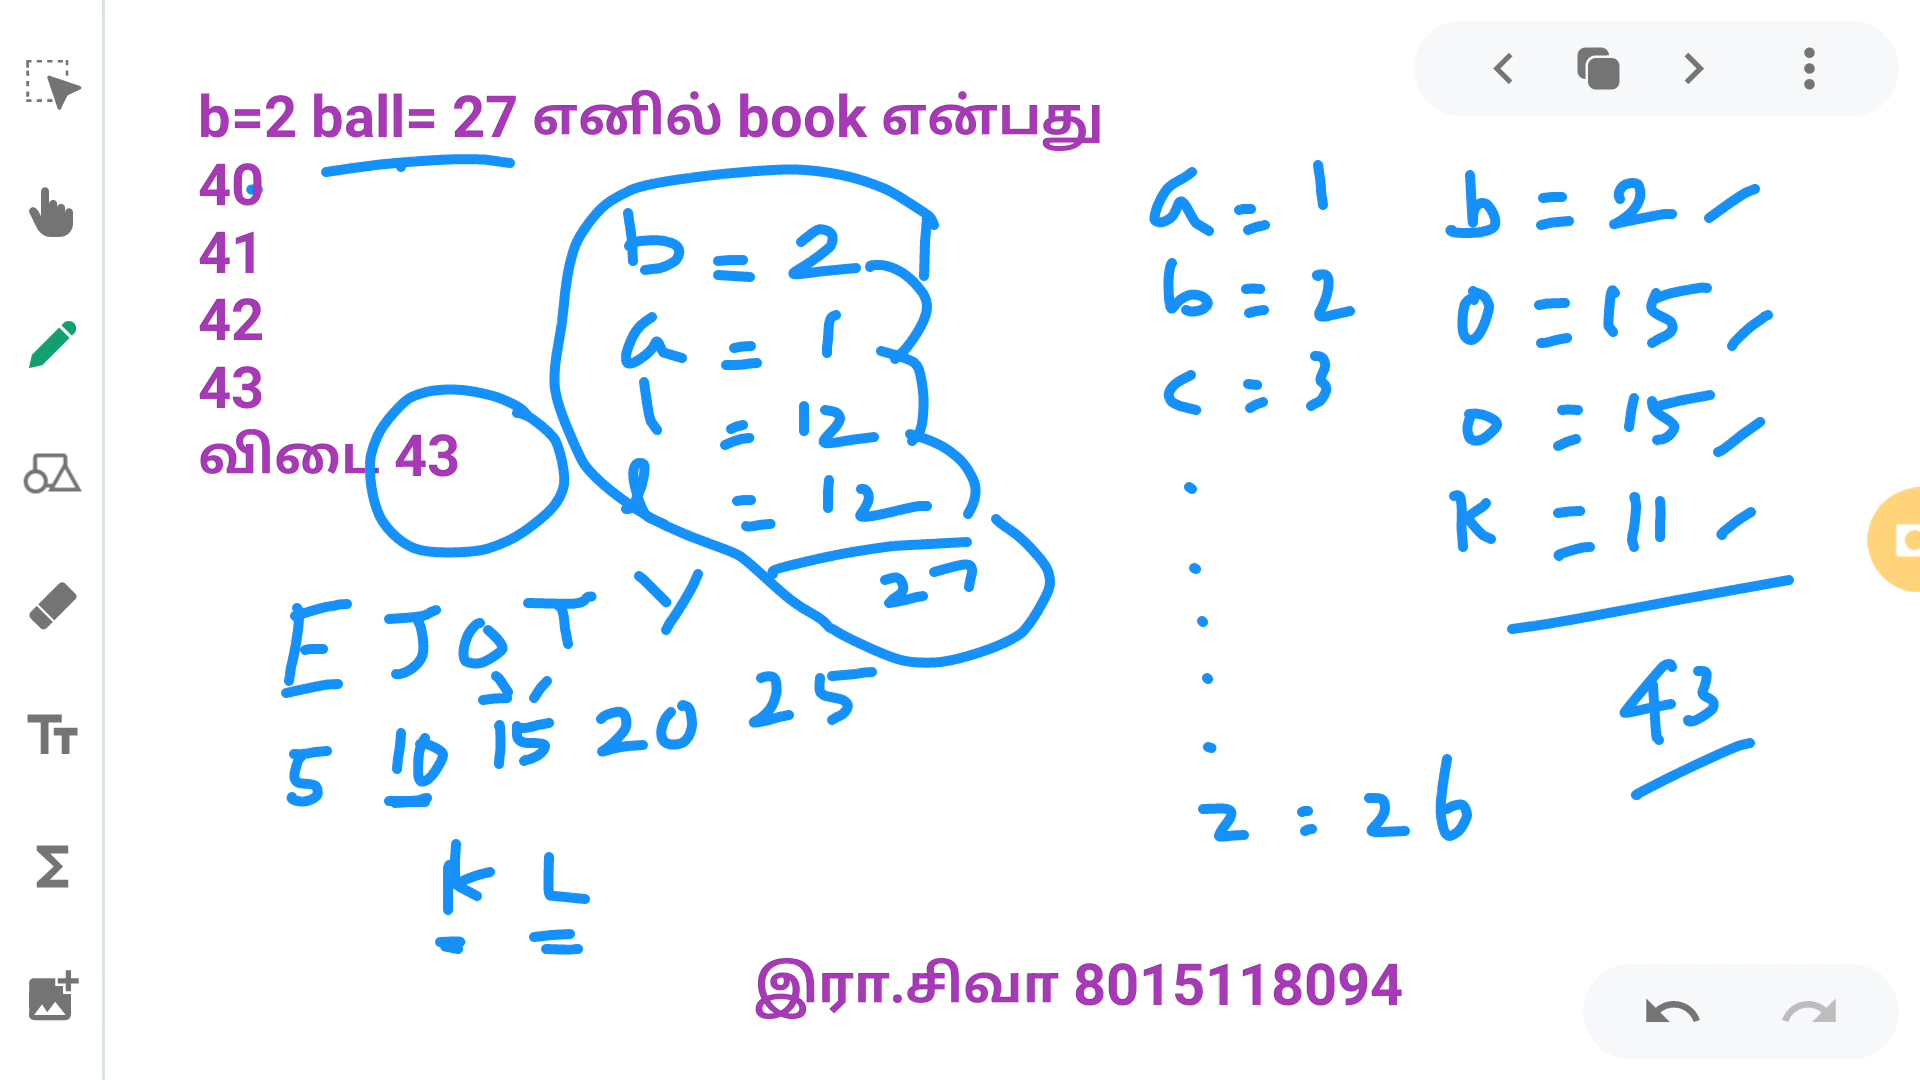 b=2 ball= 27 எனில் book என்பது
40
41
42
43
விடை 43
b = 2
a = 1
l = 12
l = 12
27
a = 1
b = 2
c = 3
z = 26
b = 2
o = 15
o = 15
k = 11
43
E J O T Y
5 10 15 20 25
K L
இரா.சிவா 8015118094
Tт
Σ